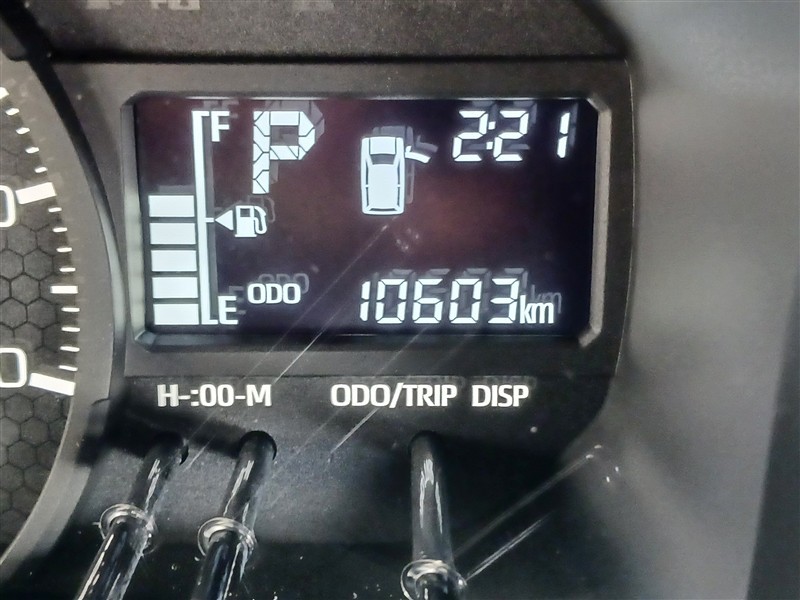 F P 2:21
E ODO 10603km
H-:00-M ODO/TRIP DISP